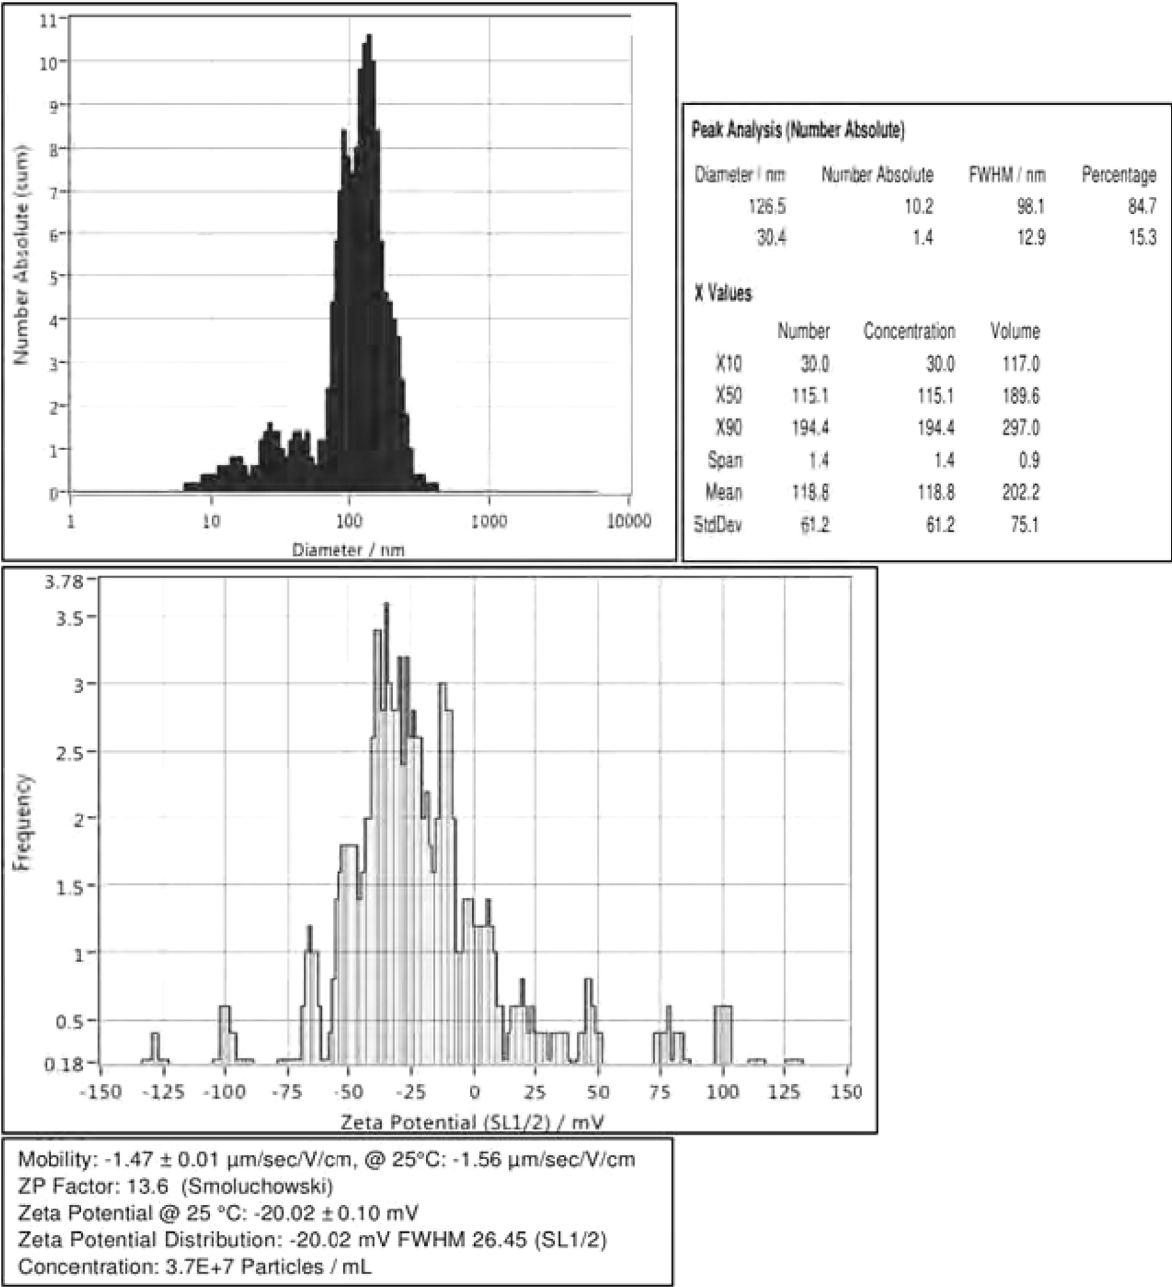 11
10
9
8
7
6
5
4
3
2
1
0
Number Absolute (cum)
1 10 100 1000 10000
Diameter / nm
Peak Analysis (Number Absolute)
Diameter / nm Number Absolute FWHM / nm Percentage
126.5 10.2 98.1 84.7
30.4 1.4 12.9 15.3
X Values
Number Concentration Volume
X10 30.0 30.0 117.0
X50 115.1 115.1 189.6
X90 194.4 194.4 297.0
Span 1.4 1.4 0.9
Mean 118.8 118.8 202.2
StdDev 61.2 61.2 75.1
3.78
3.5
3
2.5
2
1.5
1
0.5
0.18
Frequency
-150 -125 -100 -75 -50 -25 0 25 50 75 100 125 150
Zeta Potential (SL1/2) / mV
Mobility: -1.47 ± 0.01 µm/sec/V/cm, @ 25°C: -1.56 µm/sec/V/cm
ZP Factor: 13.6 (Smoluchowski)
Zeta Potential @ 25 °C: -20.02 ± 0.10 mV
Zeta Potential Distribution: -20.02 mV FWHM 26.45 (SL1/2)
Concentration: 3.7E+7 Particles / mL